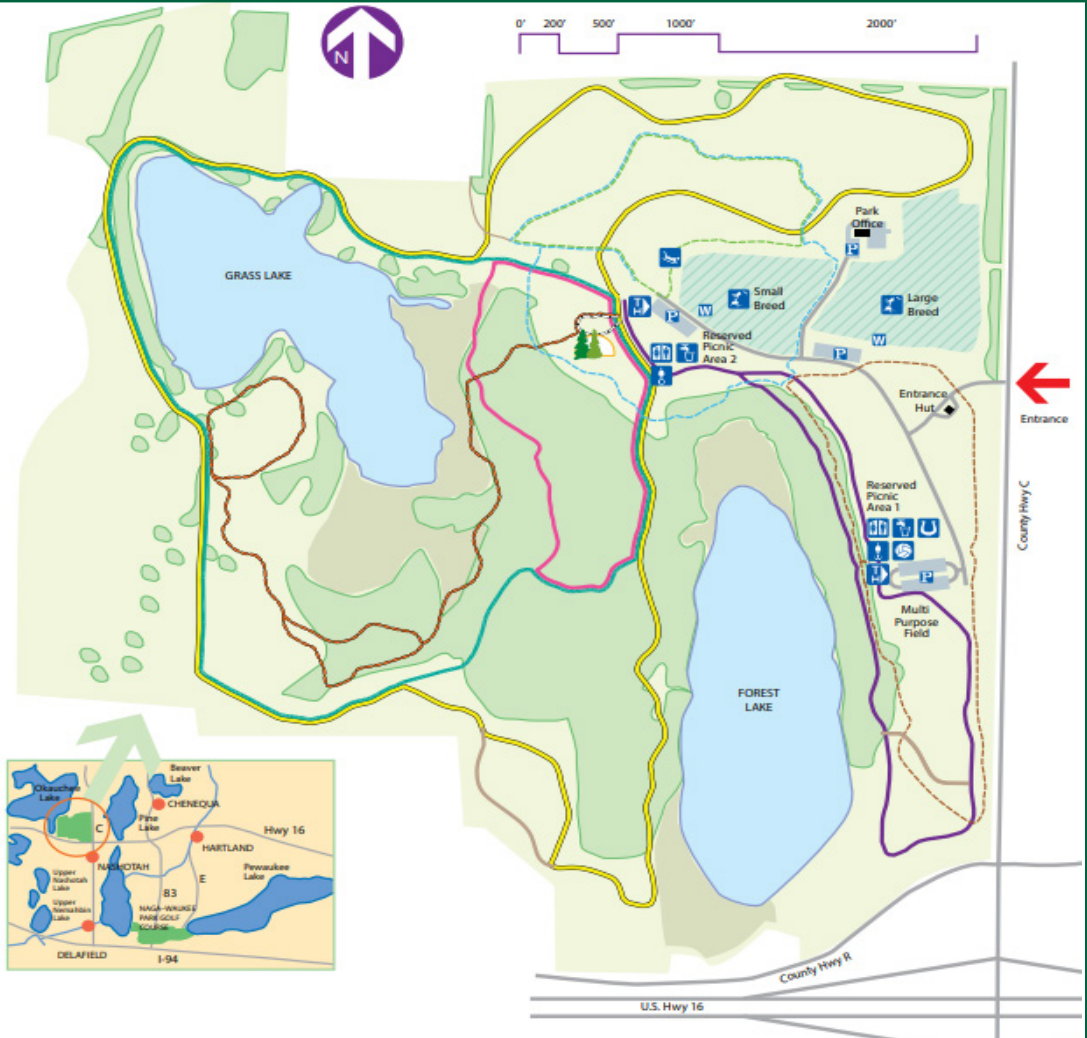 0'
200'
500'
1000'
2000'
N
GRASS LAKE
Park
Office
P
Small
Breed
Large
Breed
T
H
P
W
W
P
Reserved
Picnic
Area 2
Entrance
Hut
Entrance
County Hwy C
Reserved
Picnic
Area 1
T
H
P
Multi
Purpose
Field
FOREST
LAKE
Beaver
Lake
Okauchee
Lake
CHENEQUA
C
Pine
Lake
Hwy 16
HARTLAND
NASHOTAH
Upper
Nashotah
Lake
E
Pewaukee
Lake
83
Upper
Nemahbin
Lake
NAGA-WAUKEE
PARK GOLF
COURSE
DELAFIELD
I-94
County Hwy R
U.S. Hwy 16